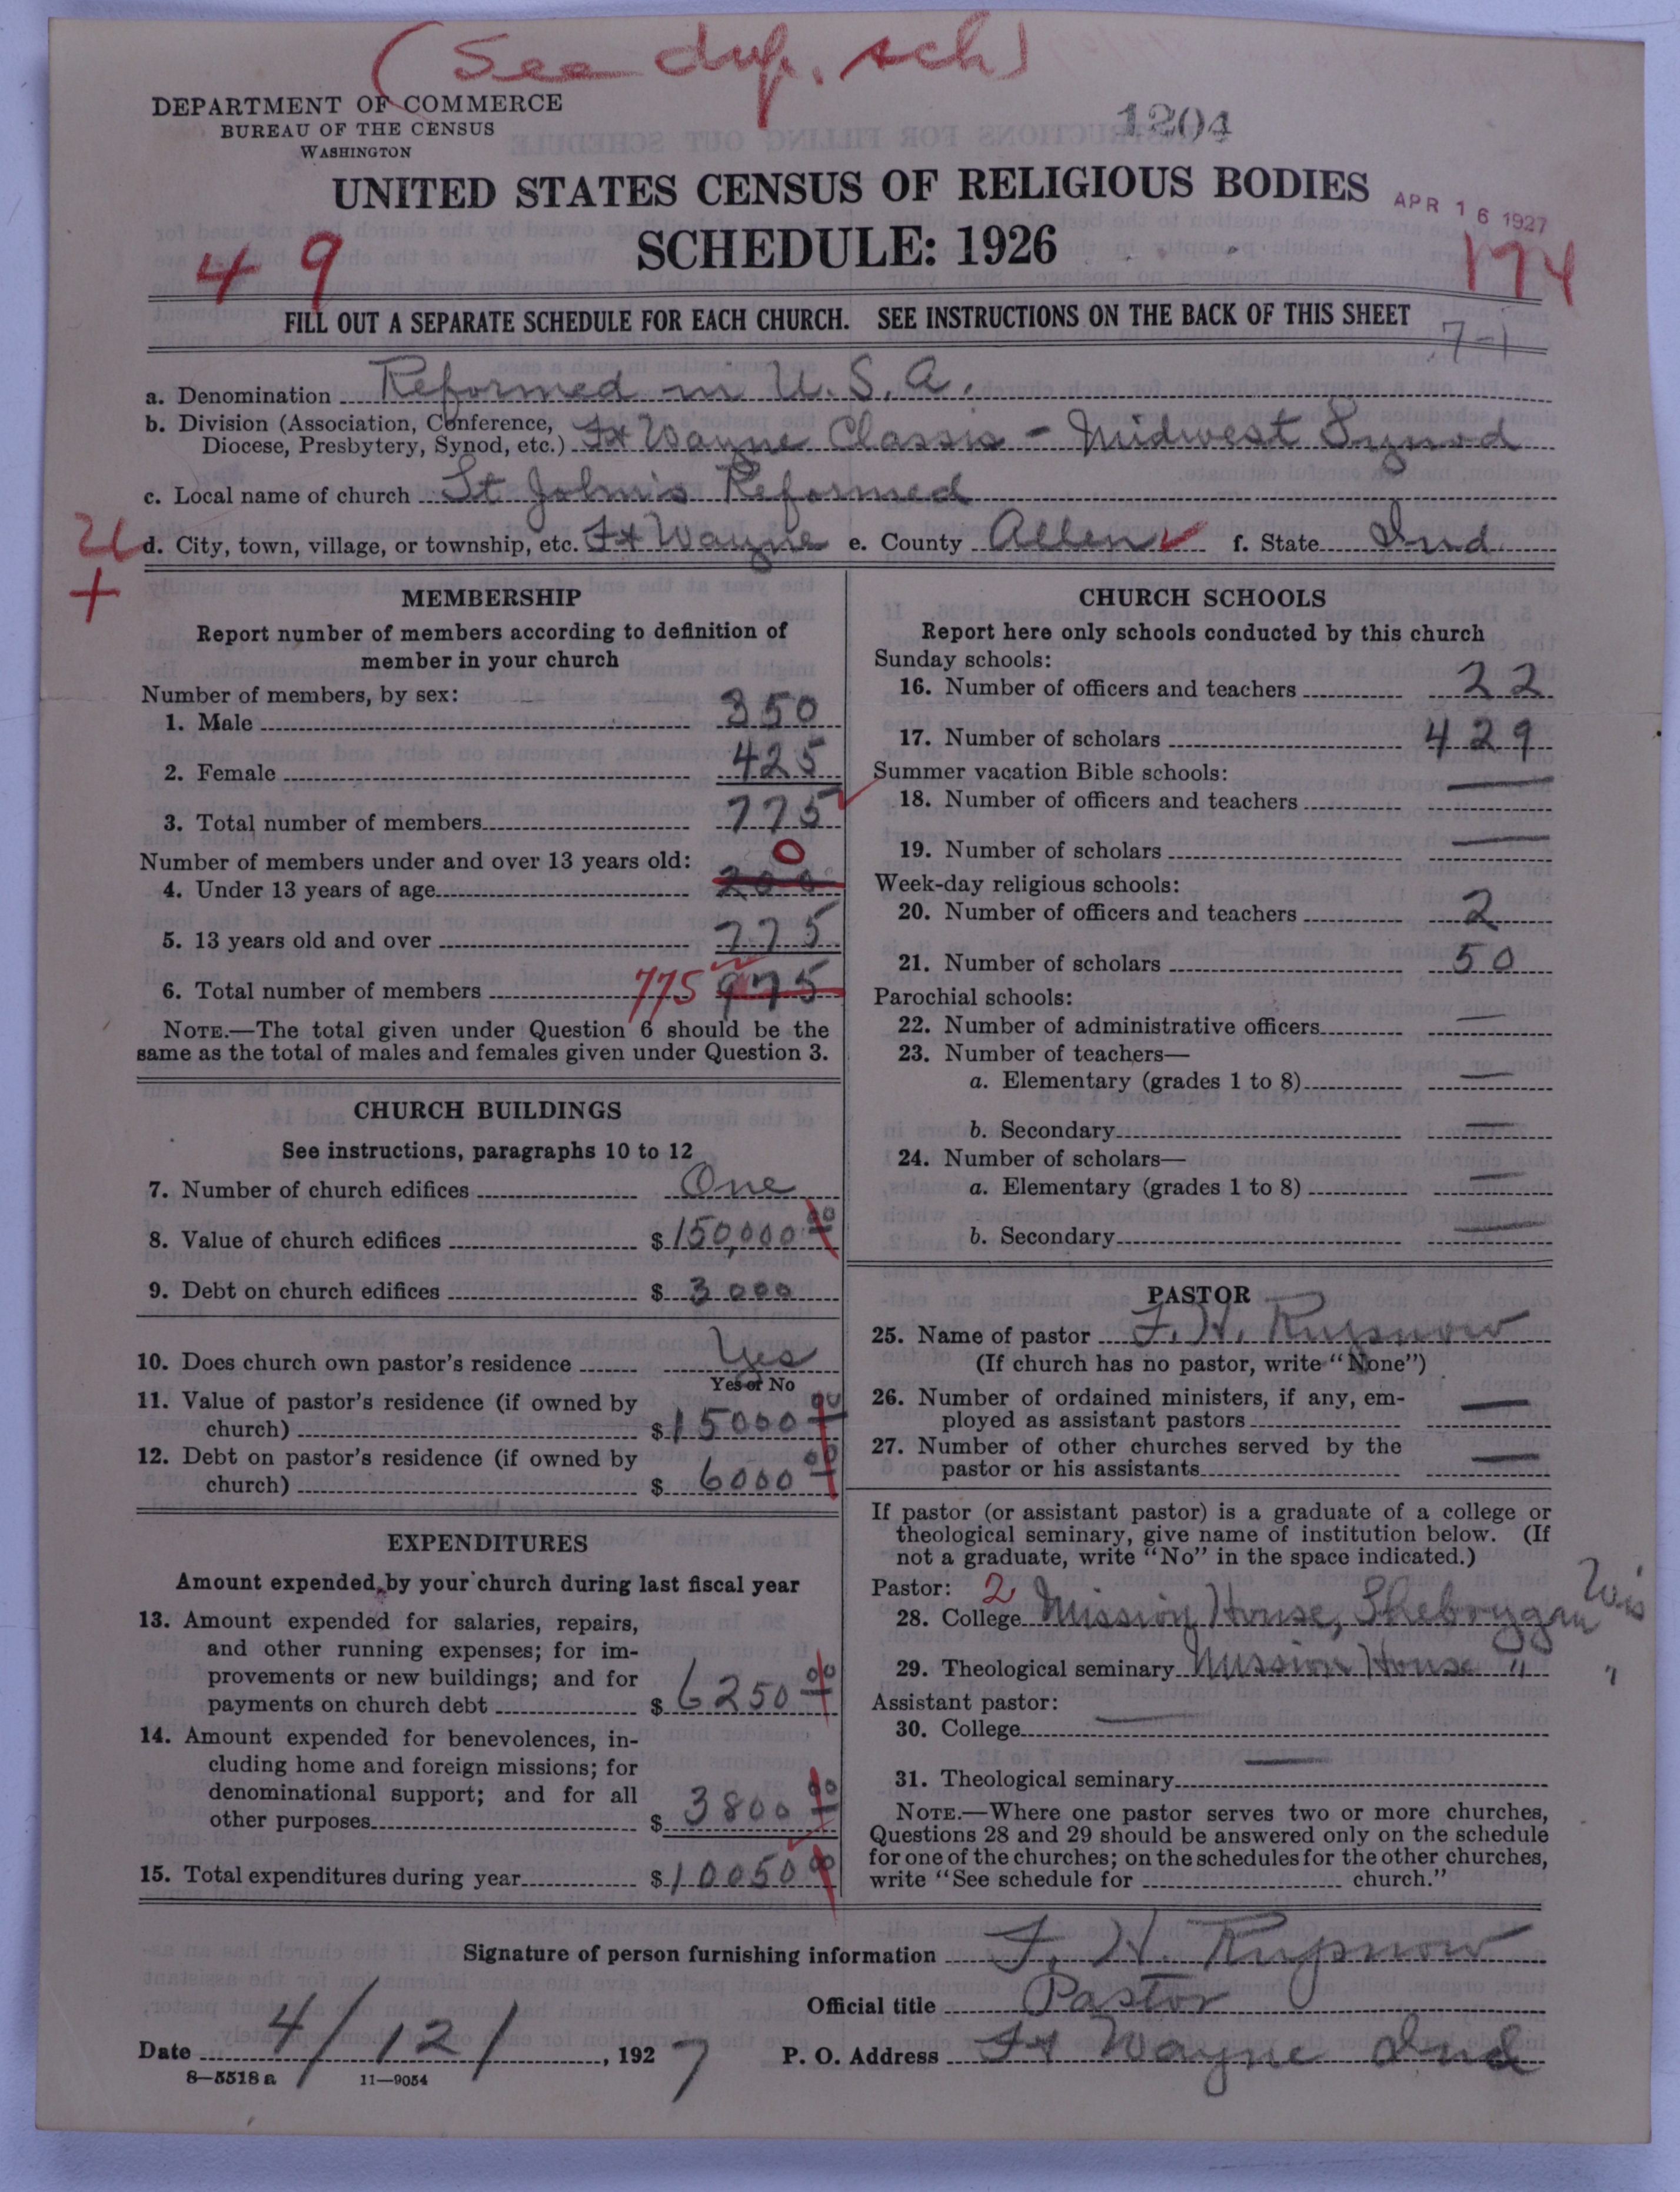 (See dup. sch)
DEPARTMENT OF COMMERCE
BUREAU OF THE CENSUS
WASHINGTON
1204
UNITED STATES CENSUS OF RELIGIOUS BODIES
APR 16 1927
SCHEDULE: 1926
49
174
FILL OUT A SEPARATE SCHEDULE FOR EACH CHURCH. SEE INSTRUCTIONS ON THE BACK OF THIS SHEET
7-1
a. Denomination Reformed in U.S.A.
b. Division (Association, Conference,
Diocese, Presbytery, Synod, etc.) Ft Wayne Classis - Midwest Synod
c. Local name of church St John's Reformed
d. City, town, village, or township, etc. Ft Wayne e. County Allen f. State Ind.
MEMBERSHIP
Report number of members according to definition of
member in your church
Number of members, by sex:
1. Male 350
2. Female 425
3. Total number of members 775
Number of members under and over 13 years old: 0
4. Under 13 years of age 200
5. 13 years old and over 775
6. Total number of members 775 975
NOTE.—The total given under Question 6 should be the
same as the total of males and females given under Question 3.
CHURCH BUILDINGS
See instructions, paragraphs 10 to 12
7. Number of church edifices One
8. Value of church edifices $150,000 00
9. Debt on church edifices $ 3000
10. Does church own pastor's residence Yes
Yes or No
11. Value of pastor's residence (if owned by
church) $15000 00
12. Debt on pastor's residence (if owned by
church) $ 6000 00
EXPENDITURES
Amount expended by your church during last fiscal year
13. Amount expended for salaries, repairs,
and other running expenses; for im-
provements or new buildings; and for
payments on church debt $ 6250 00
14. Amount expended for benevolences, in-
cluding home and foreign missions; for
denominational support; and for all
other purposes $ 3800 00
15. Total expenditures during year $10050 00
CHURCH SCHOOLS
Report here only schools conducted by this church
Sunday schools:
16. Number of officers and teachers 22
17. Number of scholars 429
Summer vacation Bible schools:
18. Number of officers and teachers —
19. Number of scholars —
Week-day religious schools:
20. Number of officers and teachers 2
21. Number of scholars 50
Parochial schools:
22. Number of administrative officers —
23. Number of teachers—
a. Elementary (grades 1 to 8) —
b. Secondary —
24. Number of scholars—
a. Elementary (grades 1 to 8) —
b. Secondary —
PASTOR
25. Name of pastor F. H. Rupnow
(If church has no pastor, write "None")
26. Number of ordained ministers, if any, em-
ployed as assistant pastors —
27. Number of other churches served by the
pastor or his assistants —
If pastor (or assistant pastor) is a graduate of a college or
theological seminary, give name of institution below. (If
not a graduate, write "No" in the space indicated.)
Pastor: 2
28. College Mission House, Sheboygan Wis
29. Theological seminary Mission House " "
Assistant pastor:
30. College —
31. Theological seminary —
NOTE.—Where one pastor serves two or more churches,
Questions 28 and 29 should be answered only on the schedule
for one of the churches; on the schedules for the other churches,
write "See schedule for church."
Signature of person furnishing information F. H. Rupnow
Official title Pastor
Date 4/12/, 1927 P. O. Address Ft Wayne Ind
8—5518 a 11—9054